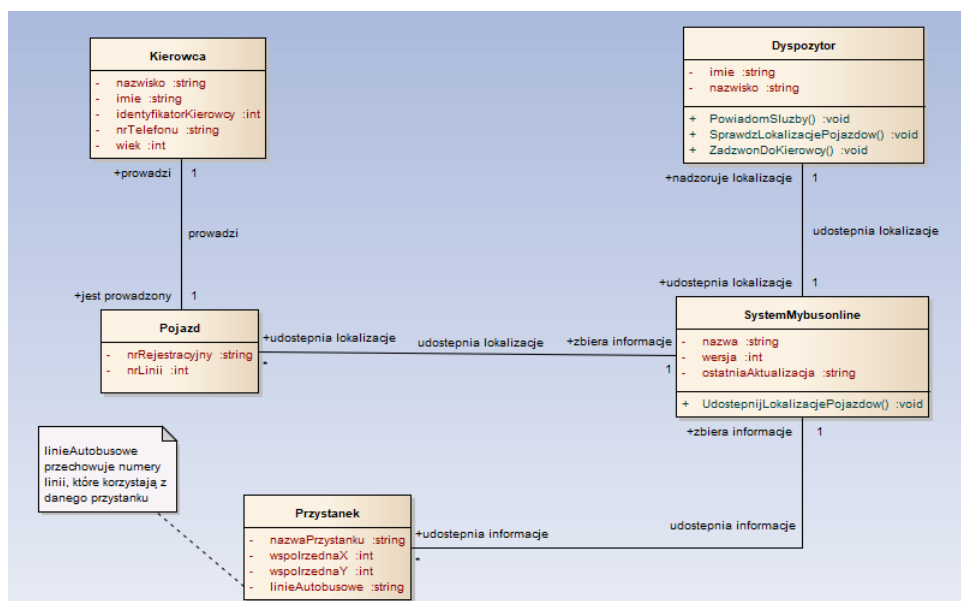 Kierowca
- nazwisko :string
- imie :string
- identyfikatorKierowcy :int
- nrTelefonu :string
- wiek :int
Dyspozytor
- imie :string
- nazwisko :string
+ PowiadomSluzby() :void
+ SprawdzLokalizacjePojazdow() :void
+ ZadzwonDoKierowcy() :void
+prowadzi 1
prowadzi
+jest prowadzony 1
+nadzoruje lokalizacje 1
udostepnia lokalizacje
+udostepnia lokalizacje 1
Pojazd
- nrRejestracyjny :string
- nrLinii :int
+udostepnia lokalizacje
*
udostepnia lokalizacje
+zbiera informacje
1
SystemMybusonline
- nazwa :string
- wersja :int
- ostatniaAktualizacja :string
+ UdostepnijLokalizacjePojazdow() :void
+zbiera informacje 1
udostepnia informacje
linieAutobusowe
przechowuje numery
linii, które korzystają z
danego przystanku
Przystanek
- nazwaPrzystanku :string
- wspolrzednaX :int
- wspolrzednaY :int
- linieAutobusowe :string
+udostepnia informacje
*